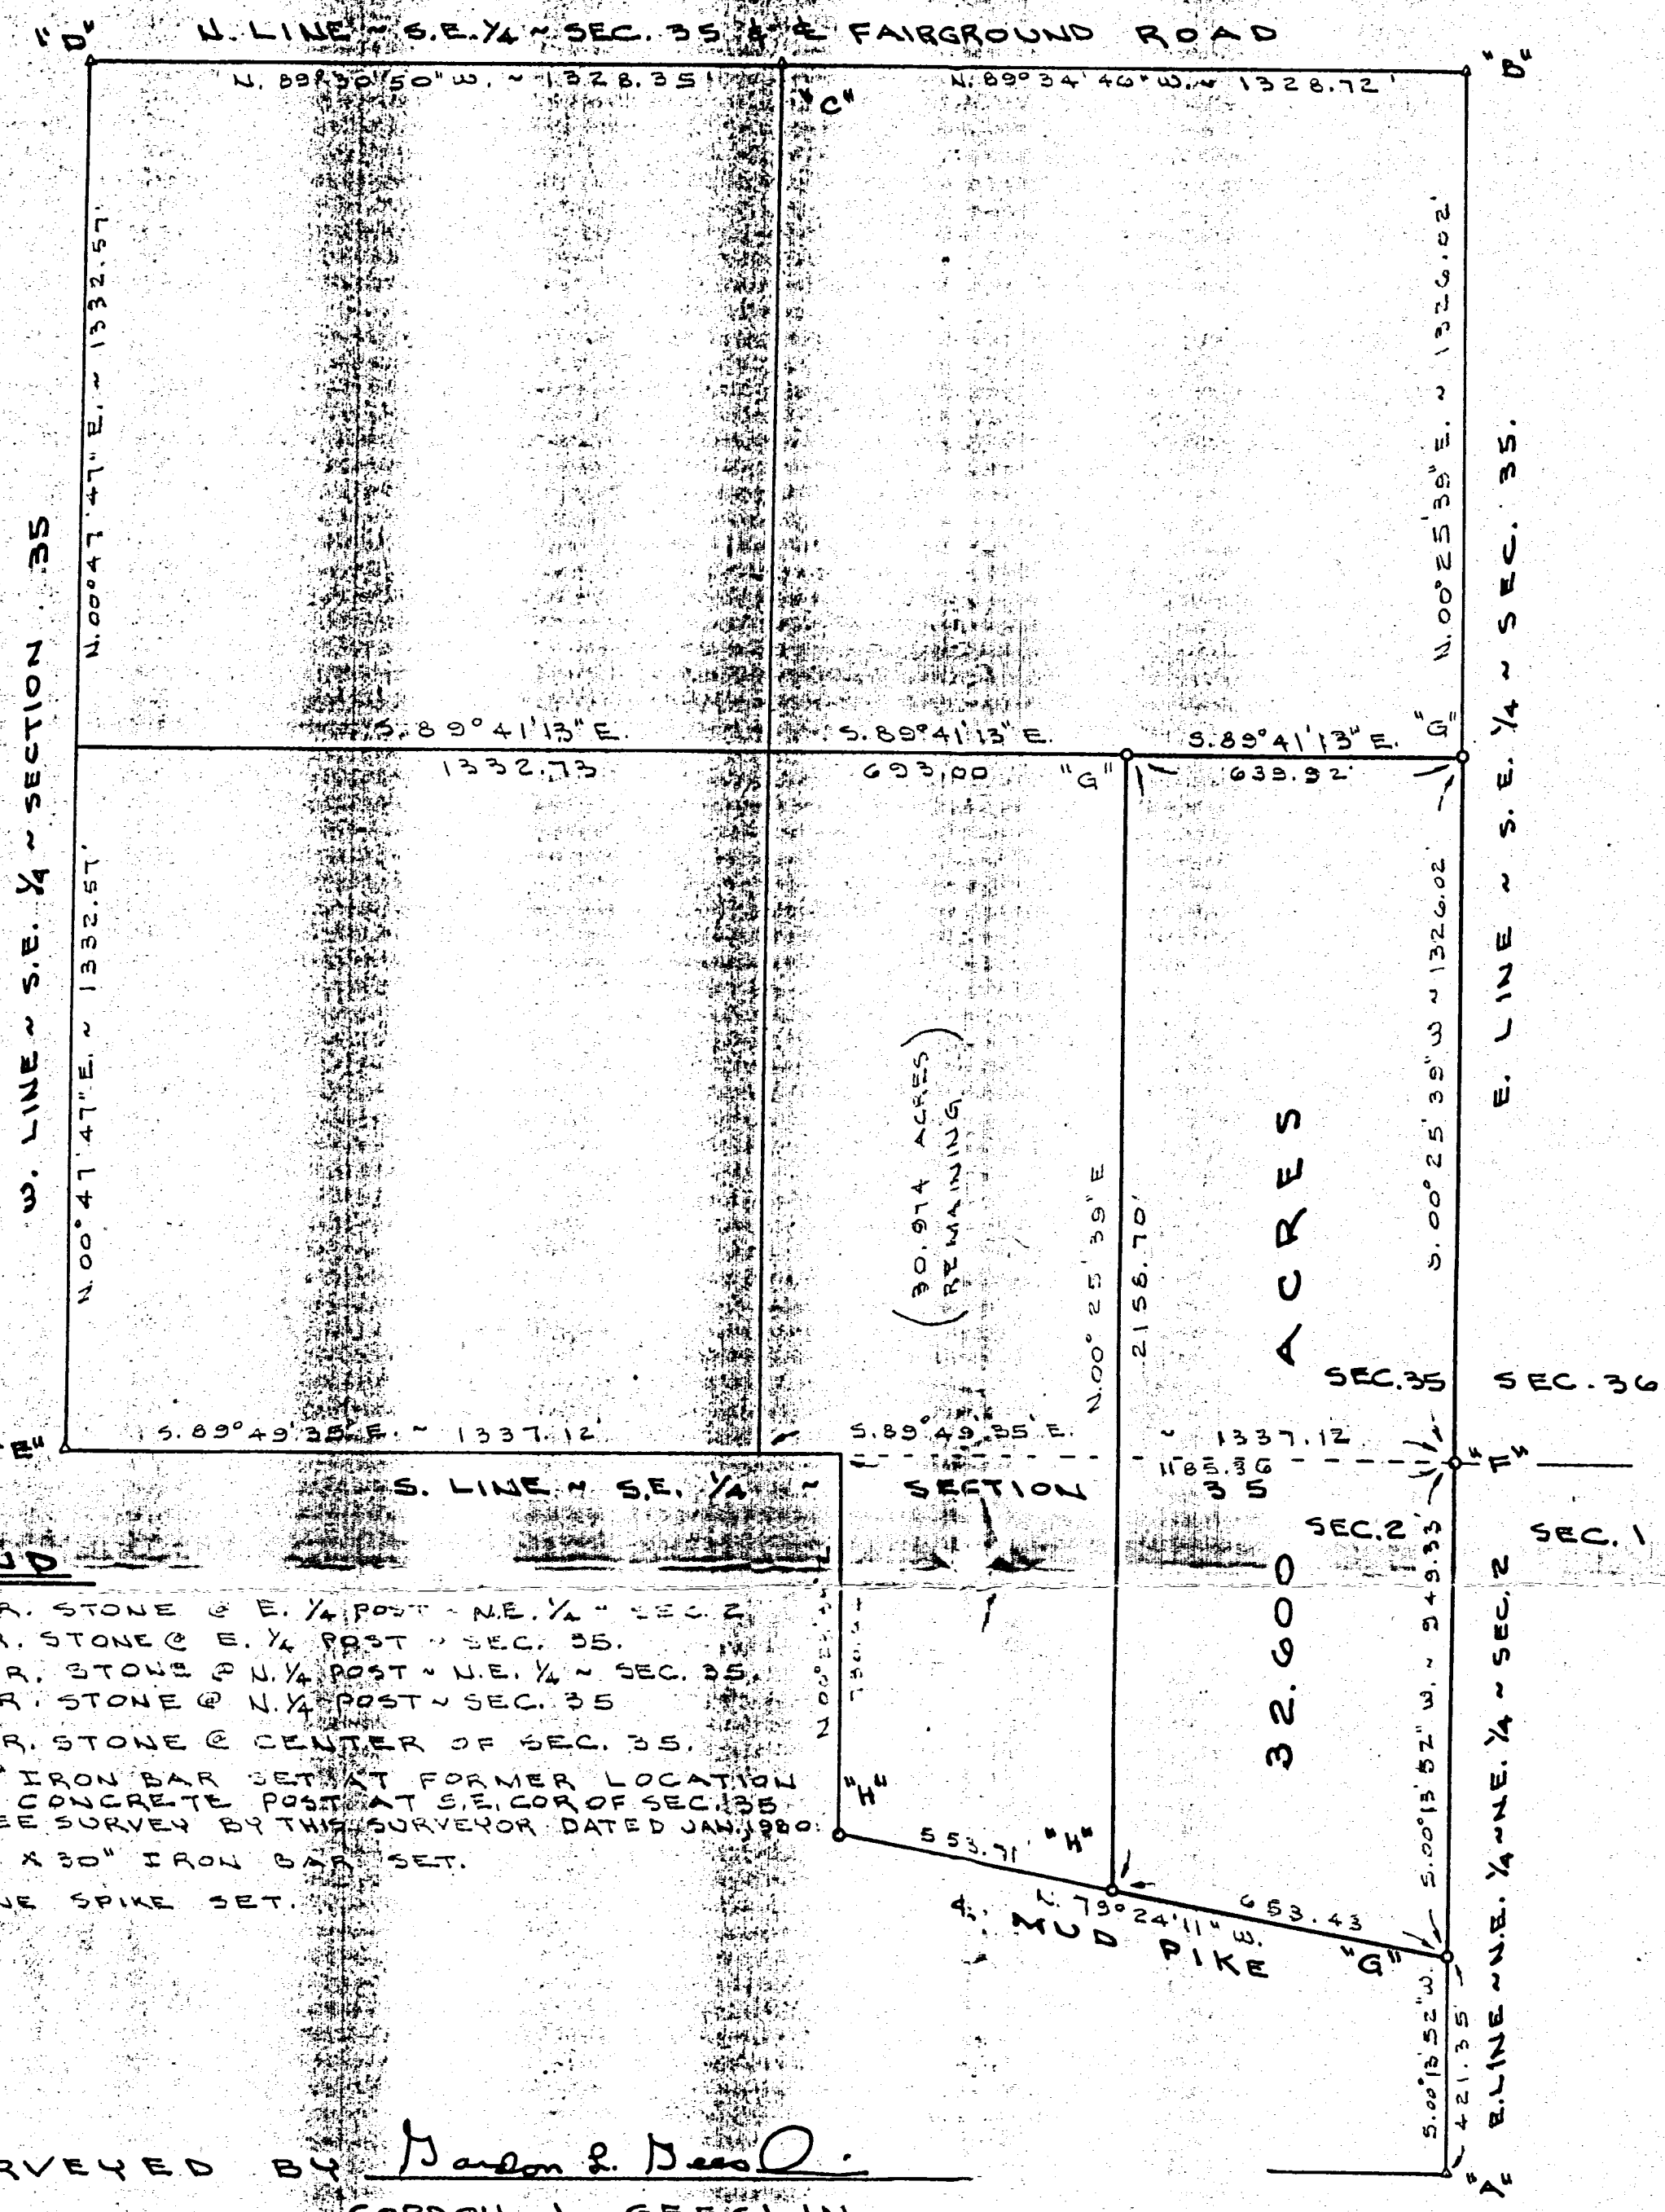 "D"
N. LINE ~ S.E. ¼ ~ SEC. 35 & ℄ FAIRGROUND ROAD
"B"
N. 89° 30' 50" W. ~ 1328.35'
"C"
N. 89° 34' 40" W. ~ 1328.72'
N. 00° 47' 47" E. ~ 1332.57'
N. 00° 25' 39" E. ~ 1326.02'
W. LINE ~ S.E. ¼ ~ SECTION 35
E. LINE ~ S.E. ¼ ~ SEC. 35.
S. 89° 41' 13" E.
1332.73
S. 89° 41' 13" E.
693.00
"G"
S. 89° 41' 13" E.
639.92'
"G"
N. 00° 47' 47" E. ~ 1332.57'
(30.974 ACRES)
REMAINING
N. 00° 25' 39" E
2158.70'
32.600 ACRES
S. 00° 25' 39" W ~ 1326.02'
SEC. 35
SEC. 36
"E"
S. 89° 49' 35" E. ~ 1337.12'
S. 89° 49' 35" E. ~ 1337.12
1185.36
"F"
S. LINE ~ S.E. ¼ ~ SECTION 35
SEC. 2
SEC. 1
ND
R. STONE @ E. ¼ POST ~ N.E. ¼ ~ SEC. 2
R. STONE @ E. ¼ POST ~ SEC. 35.
R. STONE @ N. ¼ POST ~ N.E. ¼ ~ SEC. 35.
R. STONE @ N. ¼ POST ~ SEC. 35
R. STONE @ CENTER OF SEC. 35.
" IRON BAR SET AT FORMER LOCATION
CONCRETE POST AT S.E. COR OF SEC. 35
EE SURVEY BY THIS SURVEYOR DATED JAN. 1980.
X 30" IRON BAR SET.
NE SPIKE SET.
"H"
553.71'
"H"
℄
N. 79° 24' 11" W.
653.43
MUD PIKE
"G"
S. 00° 13' 52" W. ~ 949.33'
E. LINE ~ N.E. ¼ ~ NE. ¼ ~ SEC. 2
S. 00° 13' 52" W
421.35'
"A"
RVEYED BY